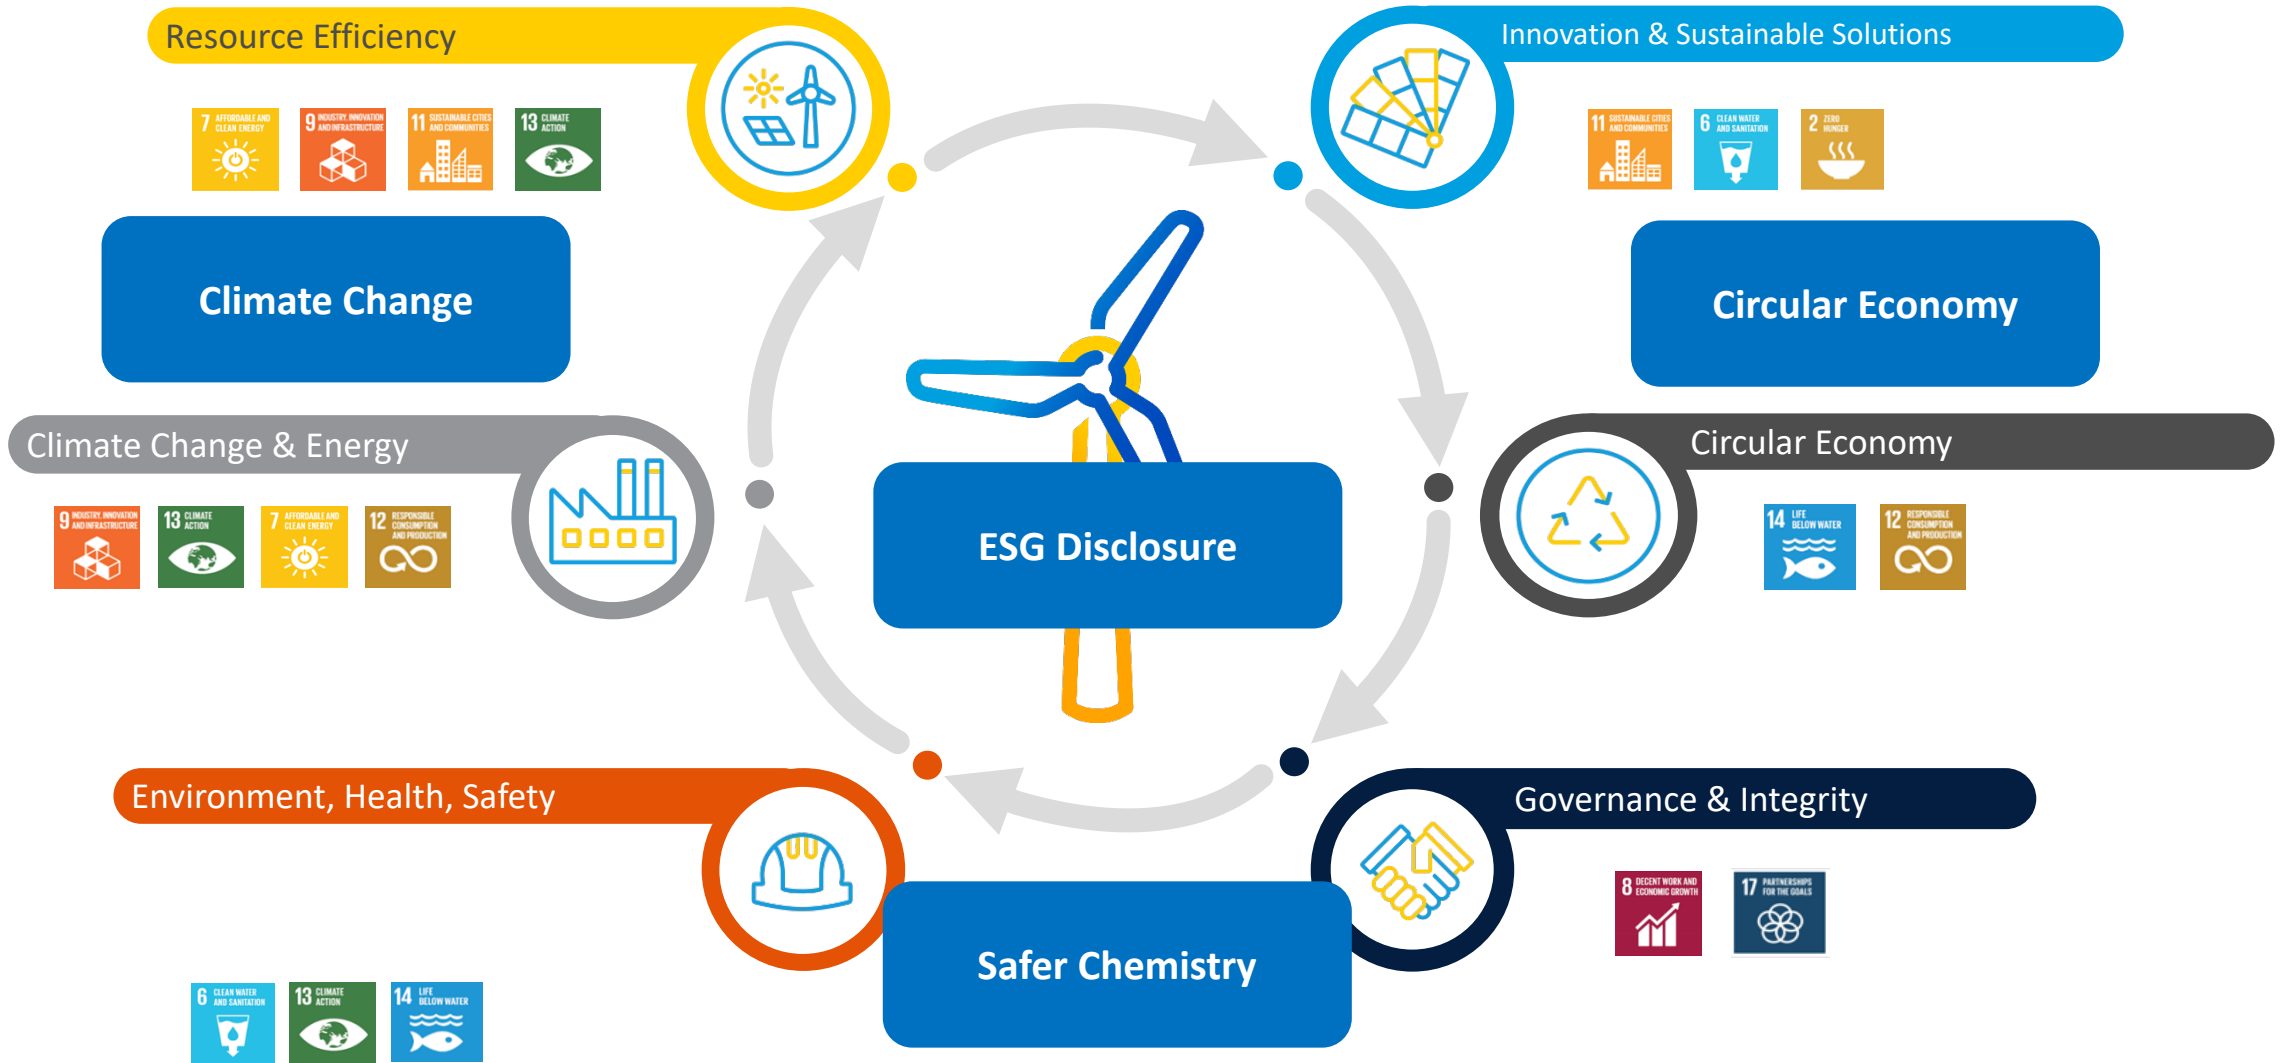 Resource Efficiency
Innovation & Sustainable Solutions
7 AFFORDABLE AND
CLEAN ENERGY
9 INDUSTRY, INNOVATION
AND INFRASTRUCTURE
11 SUSTAINABLE CITIES
AND COMMUNITIES
13 CLIMATE
ACTION
11 SUSTAINABLE CITIES
AND COMMUNITIES
6 CLEAN WATER
AND SANITATION
2 ZERO
HUNGER
Climate Change
Circular Economy
Climate Change & Energy
Circular Economy
9 INDUSTRY, INNOVATION
AND INFRASTRUCTURE
13 CLIMATE
ACTION
7 AFFORDABLE AND
CLEAN ENERGY
12 RESPONSIBLE
CONSUMPTION
AND PRODUCTION
ESG Disclosure
14 LIFE
BELOW WATER
12 RESPONSIBLE
CONSUMPTION
AND PRODUCTION
Environment, Health, Safety
Governance & Integrity
8 DECENT WORK AND
ECONOMIC GROWTH
17 PARTNERSHIPS
FOR THE GOALS
Safer Chemistry
6 CLEAN WATER
AND SANITATION
13 CLIMATE
ACTION
14 LIFE
BELOW WATER